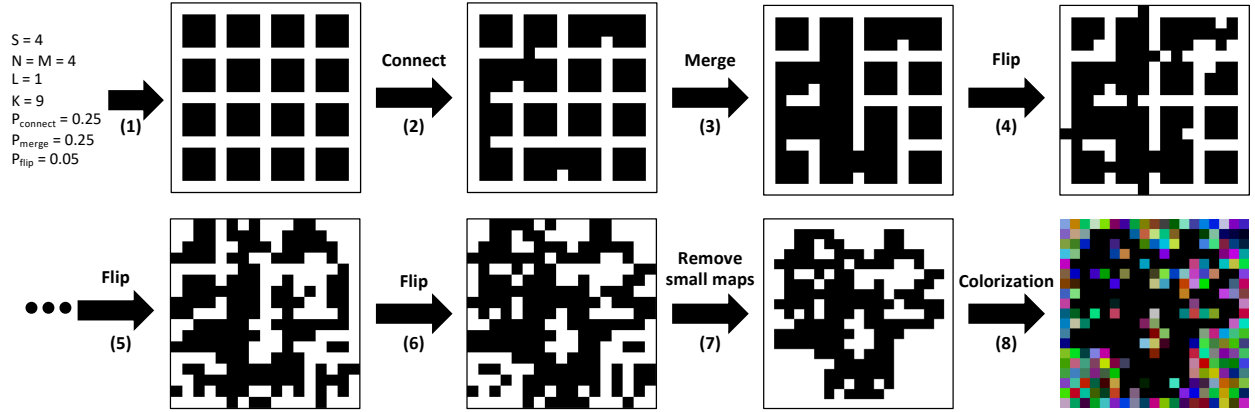 S = 4
N = M = 4
L = 1
K = 9
P_connect = 0.25
P_merge = 0.25
P_flip = 0.05
(1)
Connect
(2)
Merge
(3)
Flip
(4)
Flip
(5)
Flip
(6)
Remove
small maps
(7)
Colorization
(8)